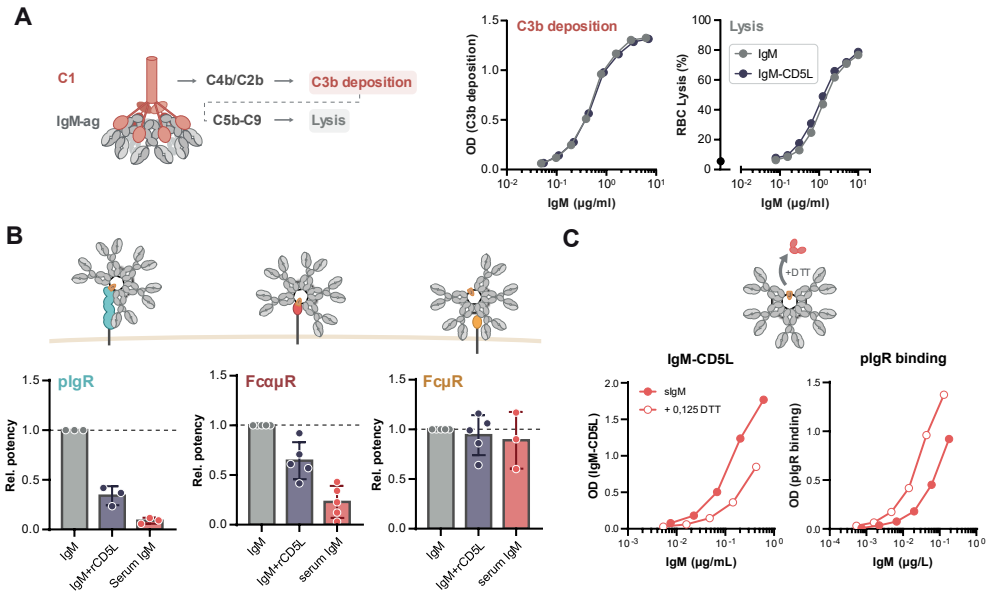 A
C1
C4b/C2b
C3b deposition
IgM-ag
C5b-C9
Lysis
C3b deposition
OD (C3b deposition)
1.5
1.0
0.5
0.0
10-2
10-1
100
101
IgM (µg/ml)
Lysis
IgM
IgM-CD5L
RBC Lysis (%)
100
80
60
40
20
0
10-2
100
102
IgM (µg/ml)
B
pIgR
Rel. potency
1.5
1.0
0.5
0.0
IgM
IgM+rCD5L
Serum IgM
FcαµR
Rel. potency
1.5
1.0
0.5
0.0
IgM
IgM+rCD5L
serum IgM
FcµR
Rel. potency
1.5
1.0
0.5
0.0
IgM
IgM+rCD5L
serum IgM
C
+DTT
IgM-CD5L
sIgM
+ 0,125 DTT
OD (IgM-CD5L)
2.0
1.5
1.0
0.5
0.0
10-3
10-2
10-1
100
IgM (µg/mL)
pIgR binding
OD (pIgR binding)
1.5
1.0
0.5
0.0
10-4
10-2
100
IgM (µg/L)